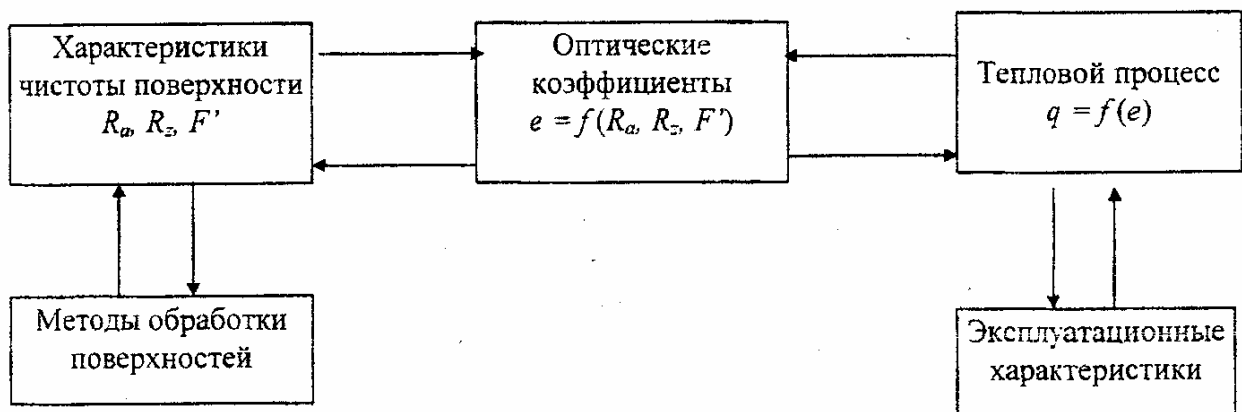 Характеристики
чистоты поверхности
Rₐ, R_z, F'
Оптические
коэффициенты
e = f(Rₐ, R_z, F')
Тепловой процесс
q = f(e)
Методы обработки
поверхностей
Эксплуатационные
характеристики